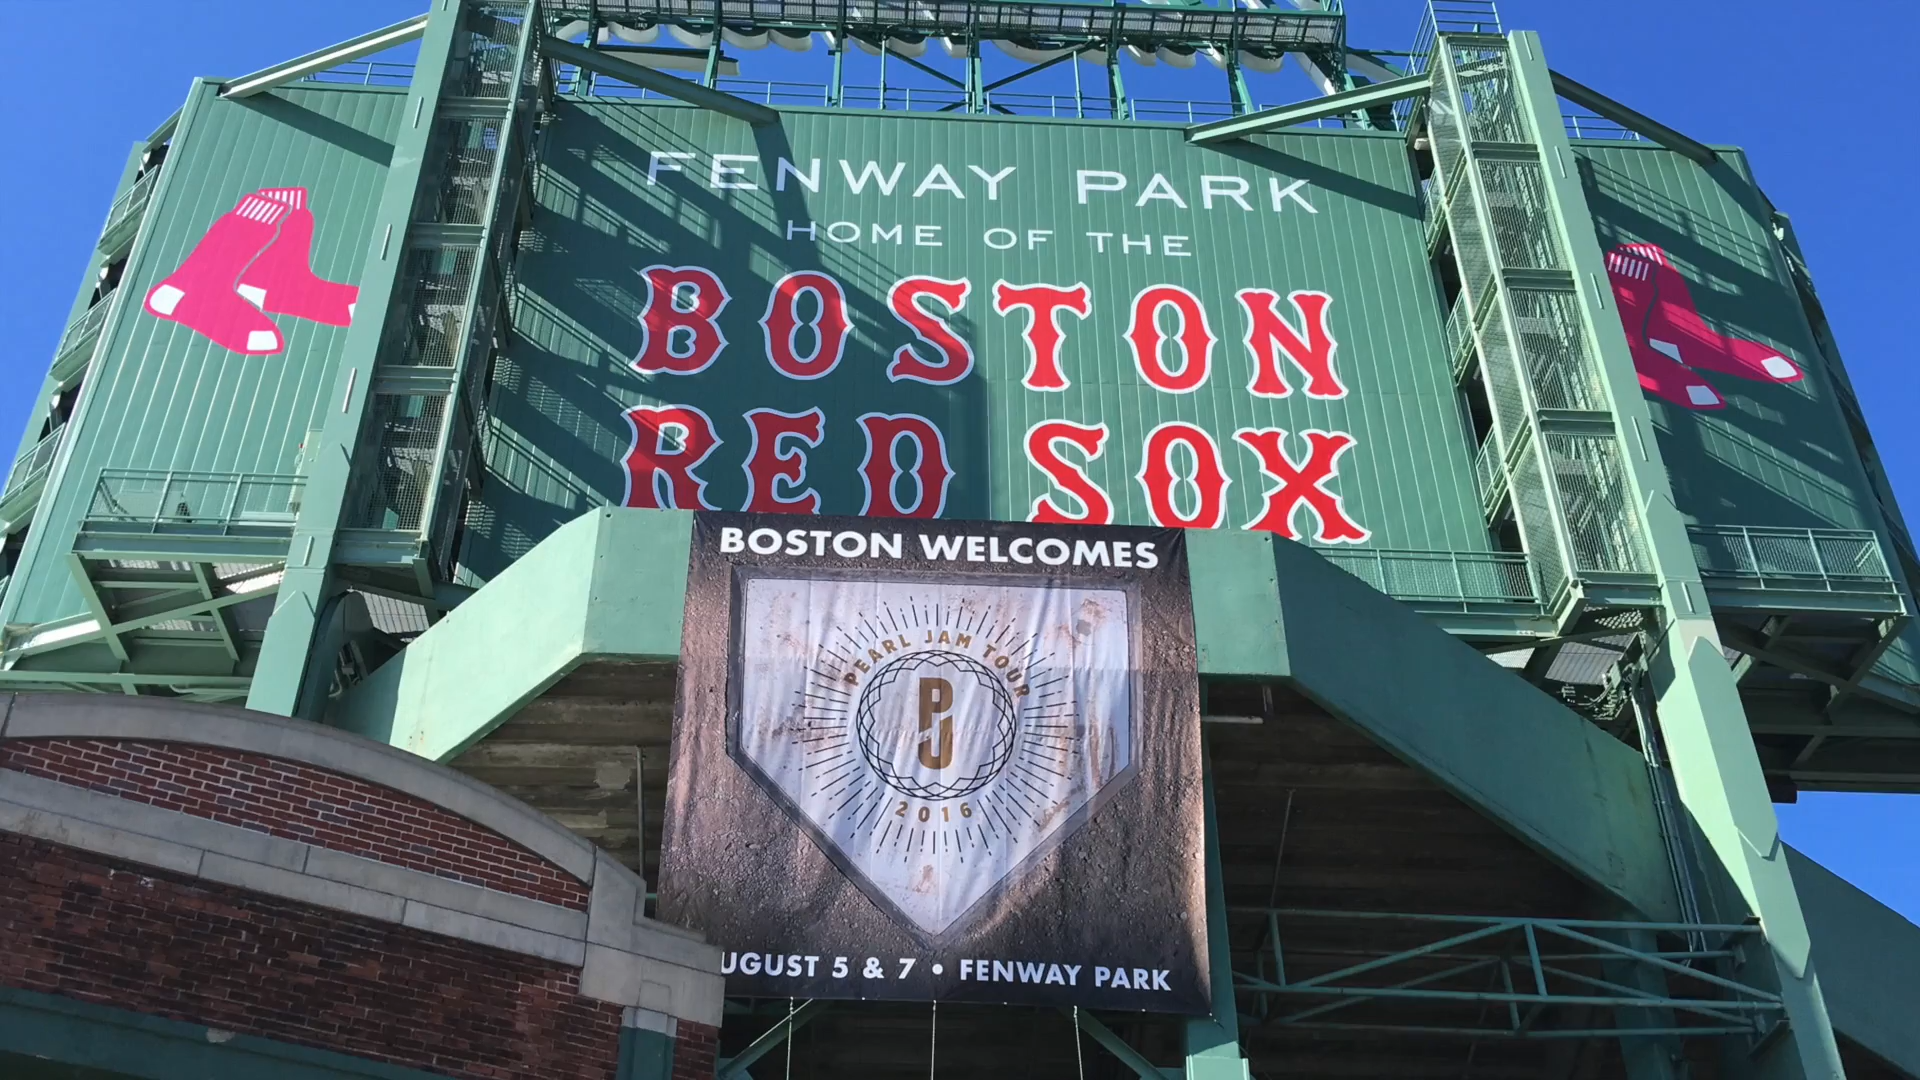 FENWAY PARK
HOME OF THE
BOSTON
RED SOX
BOSTON WELCOMES
PEARL JAM TOUR
PJ
2016
UGUST 5 & 7 • FENWAY PARK